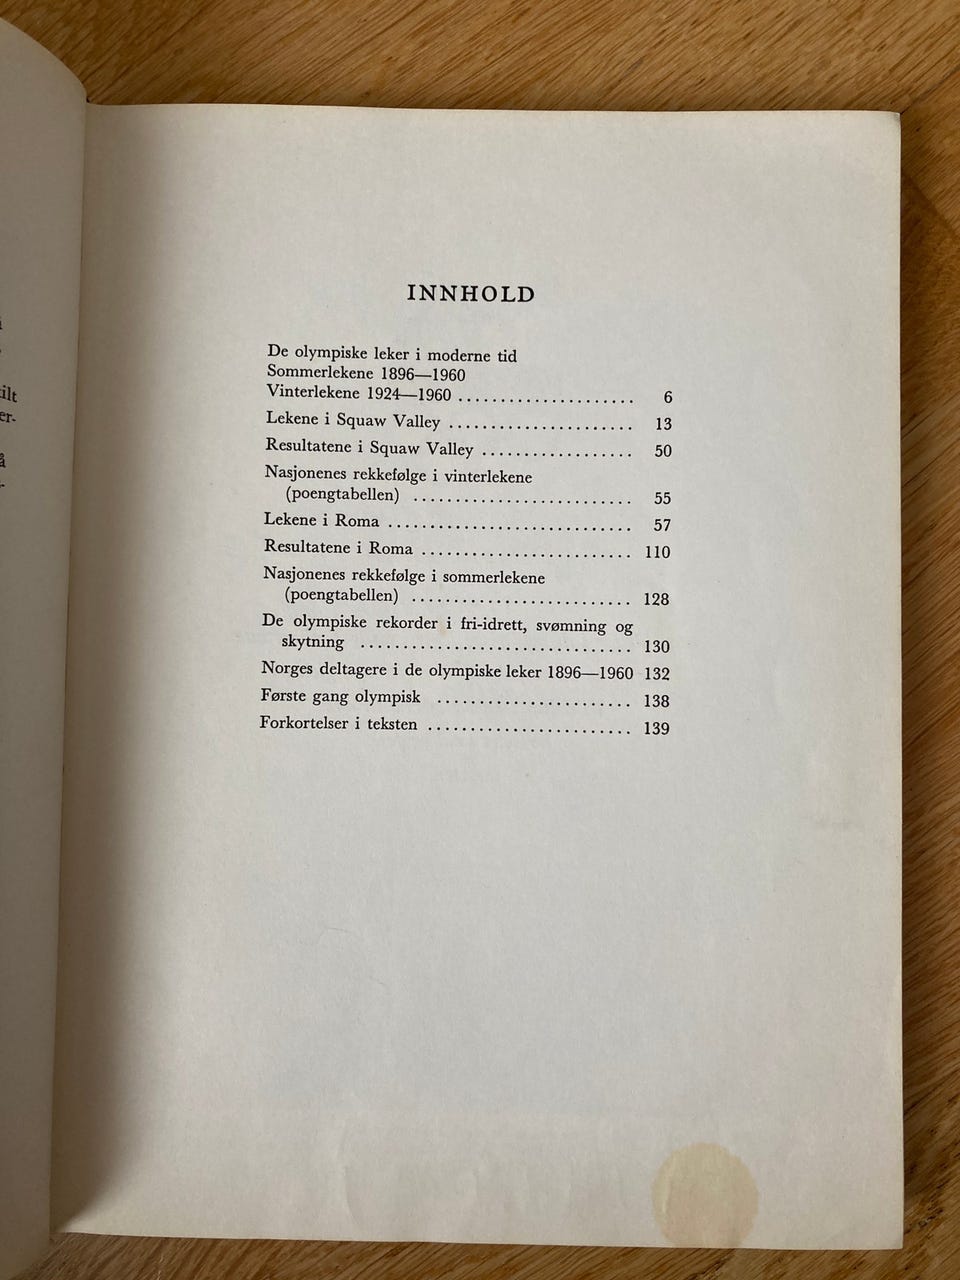 ilt
er-
å
INNHOLD
De olympiske leker i moderne tid
Sommerlekene 1896—1960
Vinterlekene 1924—1960 ..................... 6
Lekene i Squaw Valley ...................... 13
Resultatene i Squaw Valley .................. 50
Nasjonenes rekkefølge i vinterlekene
(poengtabellen) .......................... 55
Lekene i Roma ............................. 57
Resultatene i Roma ......................... 110
Nasjonenes rekkefølge i sommerlekene
(poengtabellen) .......................... 128
De olympiske rekorder i fri-idrett, svømning og
skytning ................................ 130
Norges deltagere i de olympiske leker 1896—1960 132
Første gang olympisk ....................... 138
Forkortelser i teksten ........................ 139